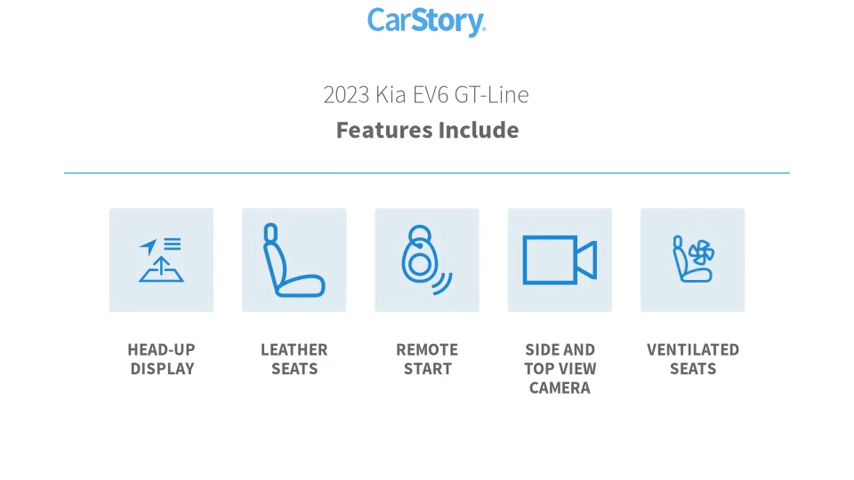 CarStory
2023 Kia EV6 GT-Line
Features Include
HEAD-UP
DISPLAY
LEATHER
SEATS
REMOTE
START
SIDE AND
TOP VIEW
CAMERA
VENTILATED
SEATS